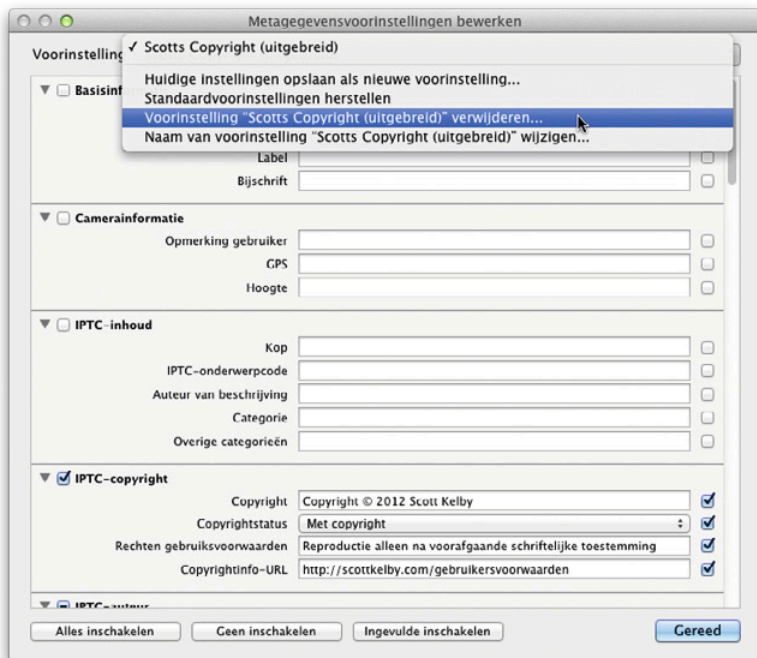 Metagegevensvoorinstellingen bewerken
Voorinstelling
✓ Scotts Copyright (uitgebreid)
Huidige instellingen opslaan als nieuwe voorinstelling...
Standaardvoorinstellingen herstellen
Voorinstelling “Scotts Copyright (uitgebreid)” verwijderen...
Naam van voorinstelling “Scotts Copyright (uitgebreid)” wijzigen...
Label
Bijschrift
Camerainformatie
Opmerking gebruiker
GPS
Hoogte
IPTC-inhoud
Kop
IPTC-onderwerpcode
Auteur van beschrijving
Categorie
Overige categorieën
IPTC-copyright
Copyright Copyright © 2012 Scott Kelby
Copyrightstatus Met copyright
Rechten gebruiksvoorwaarden Reproductie alleen na voorafgaande schriftelijke toestemming
Copyrightinfo-URL http://scottkelby.com/gebruikersvoorwaarden
IPTC-auteur
Alles inschakelen Geen inschakelen Ingevulde inschakelen Gereed